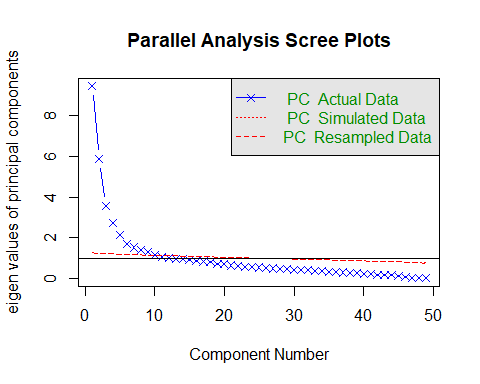 Parallel Analysis Scree Plots
eigen values of principal components
0
2
4
6
8
PC Actual Data
PC Simulated Data
PC Resampled Data
0
10
20
30
40
50
Component Number